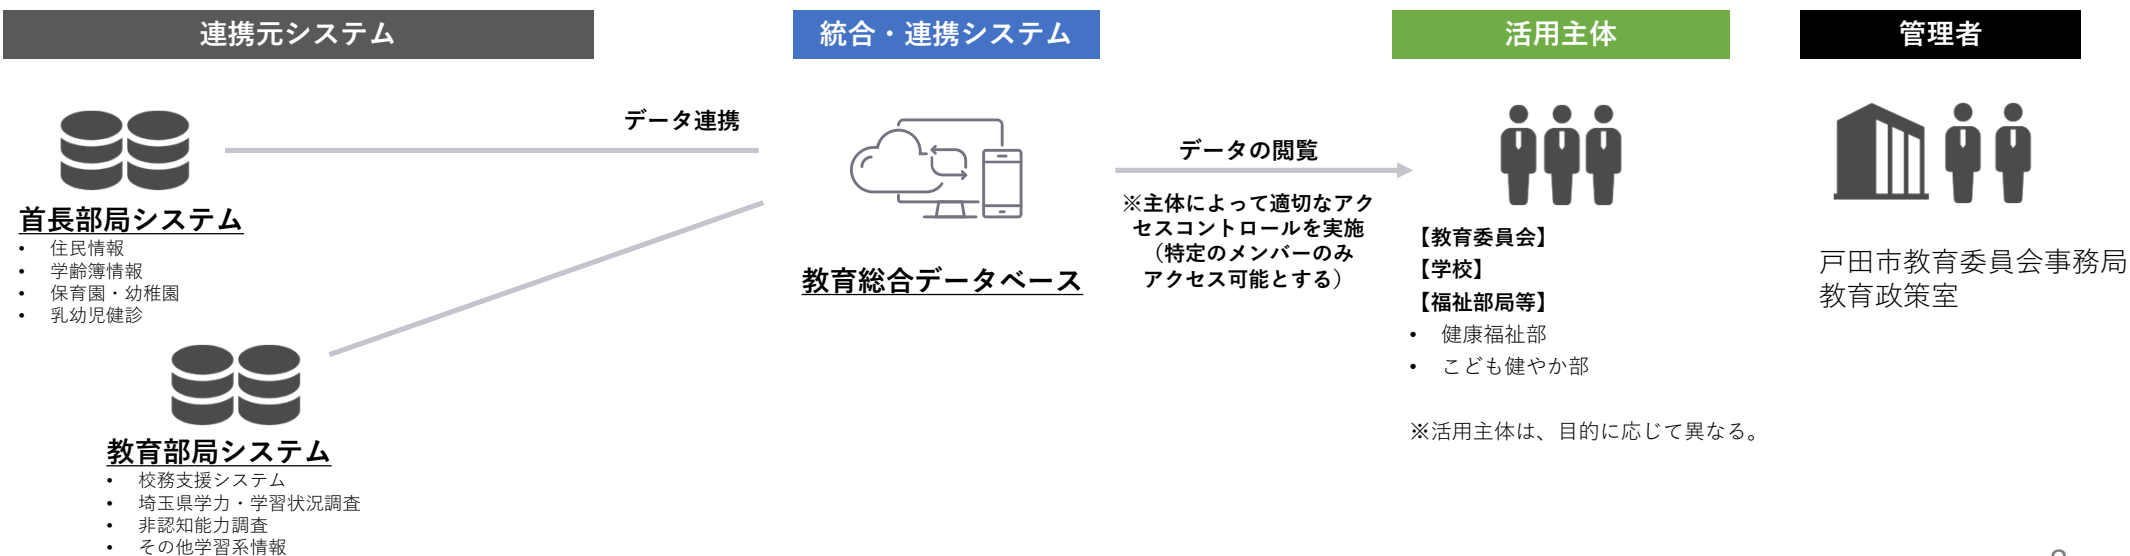 連携元システム
統合・連携システム
活用主体
管理者
データ連携
首長部局システム
• 住民情報
• 学齢簿情報
• 保育園・幼稚園
• 乳幼児健診
教育部局システム
• 校務支援システム
• 埼玉県学力・学習状況調査
• 非認知能力調査
• その他学習系情報
教育総合データベース
データの閲覧
※主体によって適切なアク
セスコントロールを実施
（特定のメンバーのみ
アクセス可能とする）
【教育委員会】
【学校】
【福祉部局等】
• 健康福祉部
• こども健やか部
※活用主体は、目的に応じて異なる。
戸田市教育委員会事務局
教育政策室